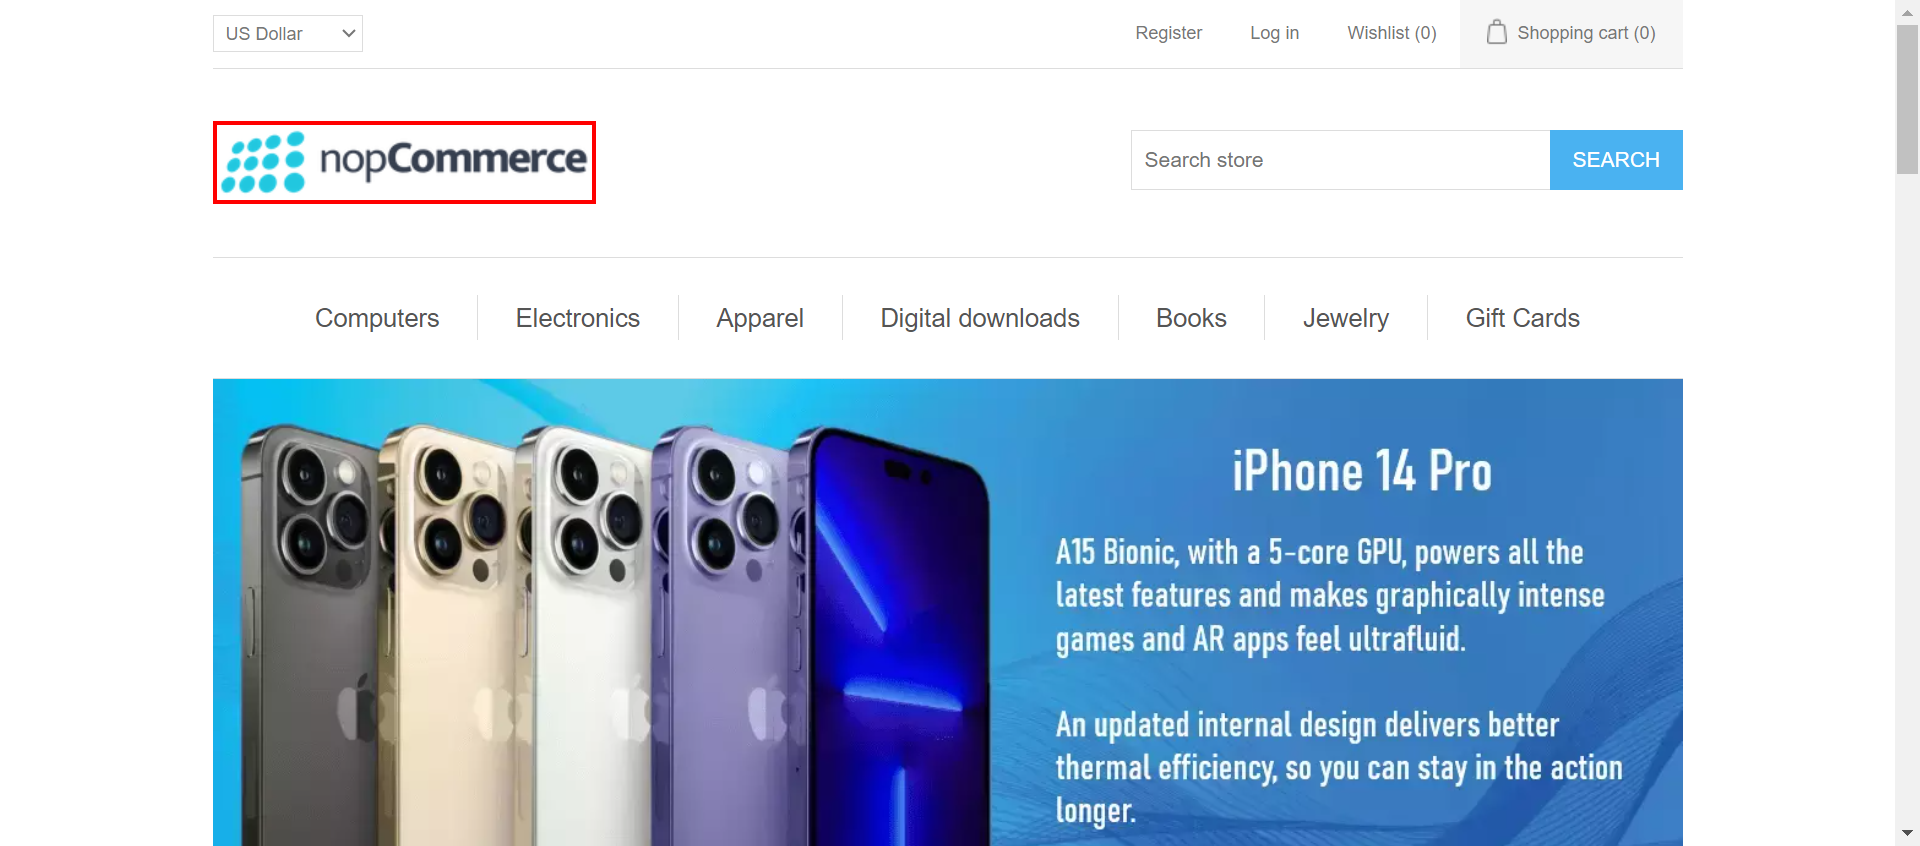 US Dollar
Register
Log in
Wishlist (0)
Shopping cart (0)
nopCommerce
Search store
SEARCH
Computers
Electronics
Apparel
Digital downloads
Books
Jewelry
Gift Cards
iPhone 14 Pro
A15 Bionic, with a 5-core GPU, powers all the
latest features and makes graphically intense
games and AR apps feel ultrafluid.
An updated internal design delivers better
thermal efficiency, so you can stay in the action
longer.